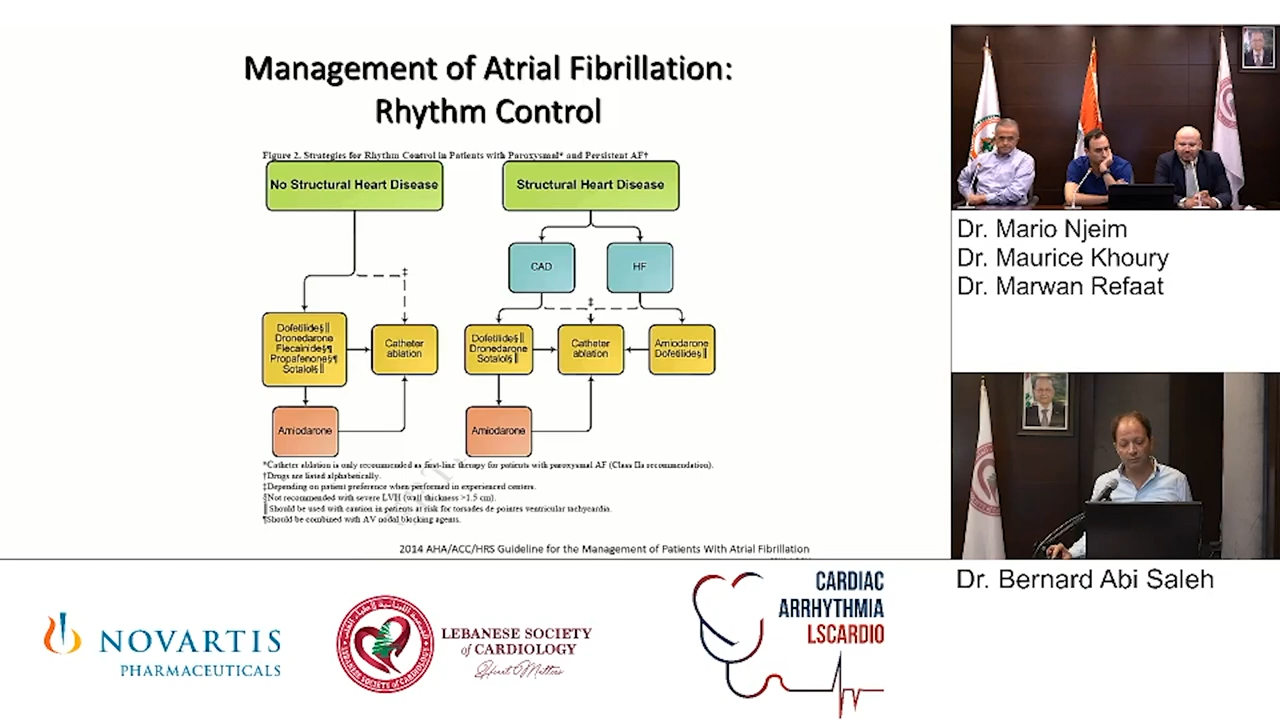 Management of Atrial Fibrillation:
Rhythm Control
Figure 2. Strategies for Rhythm Control in Patients with Paroxysmal* and Persistent AF†
No Structural Heart Disease
Structural Heart Disease
CAD
HF
‡
‡
Dofetilide§‖
Dronedarone
Flecainide§¶
Propafenone§¶
Sotalol§‖
Catheter
ablation
Dofetilide§‖
Dronedarone
Sotalol§‖
Catheter
ablation
Amiodarone
Dofetilide§‖
Amiodarone
Amiodarone
*Catheter ablation is only recommended as first-line therapy for patients with paroxysmal AF (Class IIa recommendation).
†Drugs are listed alphabetically.
‡Depending on patient preference when performed in experienced centers.
§Not recommended with severe LVH (wall thickness >1.5 cm).
‖Should be used with caution in patients at risk for torsades de pointes ventricular tachycardia.
¶Should be combined with AV nodal blocking agents.
2014 AHA/ACC/HRS Guideline for the Management of Patients With Atrial Fibrillation
Dr. Mario Njeim
Dr. Maurice Khoury
Dr. Marwan Refaat
Dr. Bernard Abi Saleh
NOVARTIS
PHARMACEUTICALS
LEBANESE SOCIETY OF CARDIOLOGY
LEBANESE SOCIETY
of CARDIOLOGY
Heart Matters
CARDIAC
ARRHYTHMIA
LSCARDIO